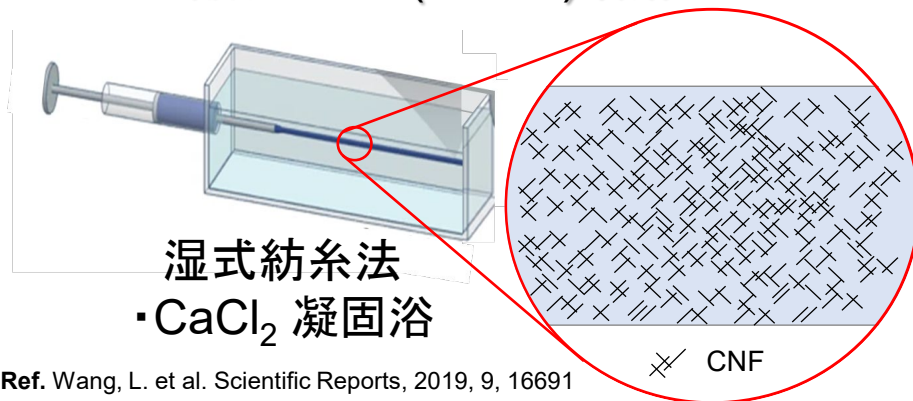 湿式紡糸法
・CaCl₂ 凝固浴
CNF
Ref. Wang, L. et al. Scientific Reports, 2019, 9, 16691